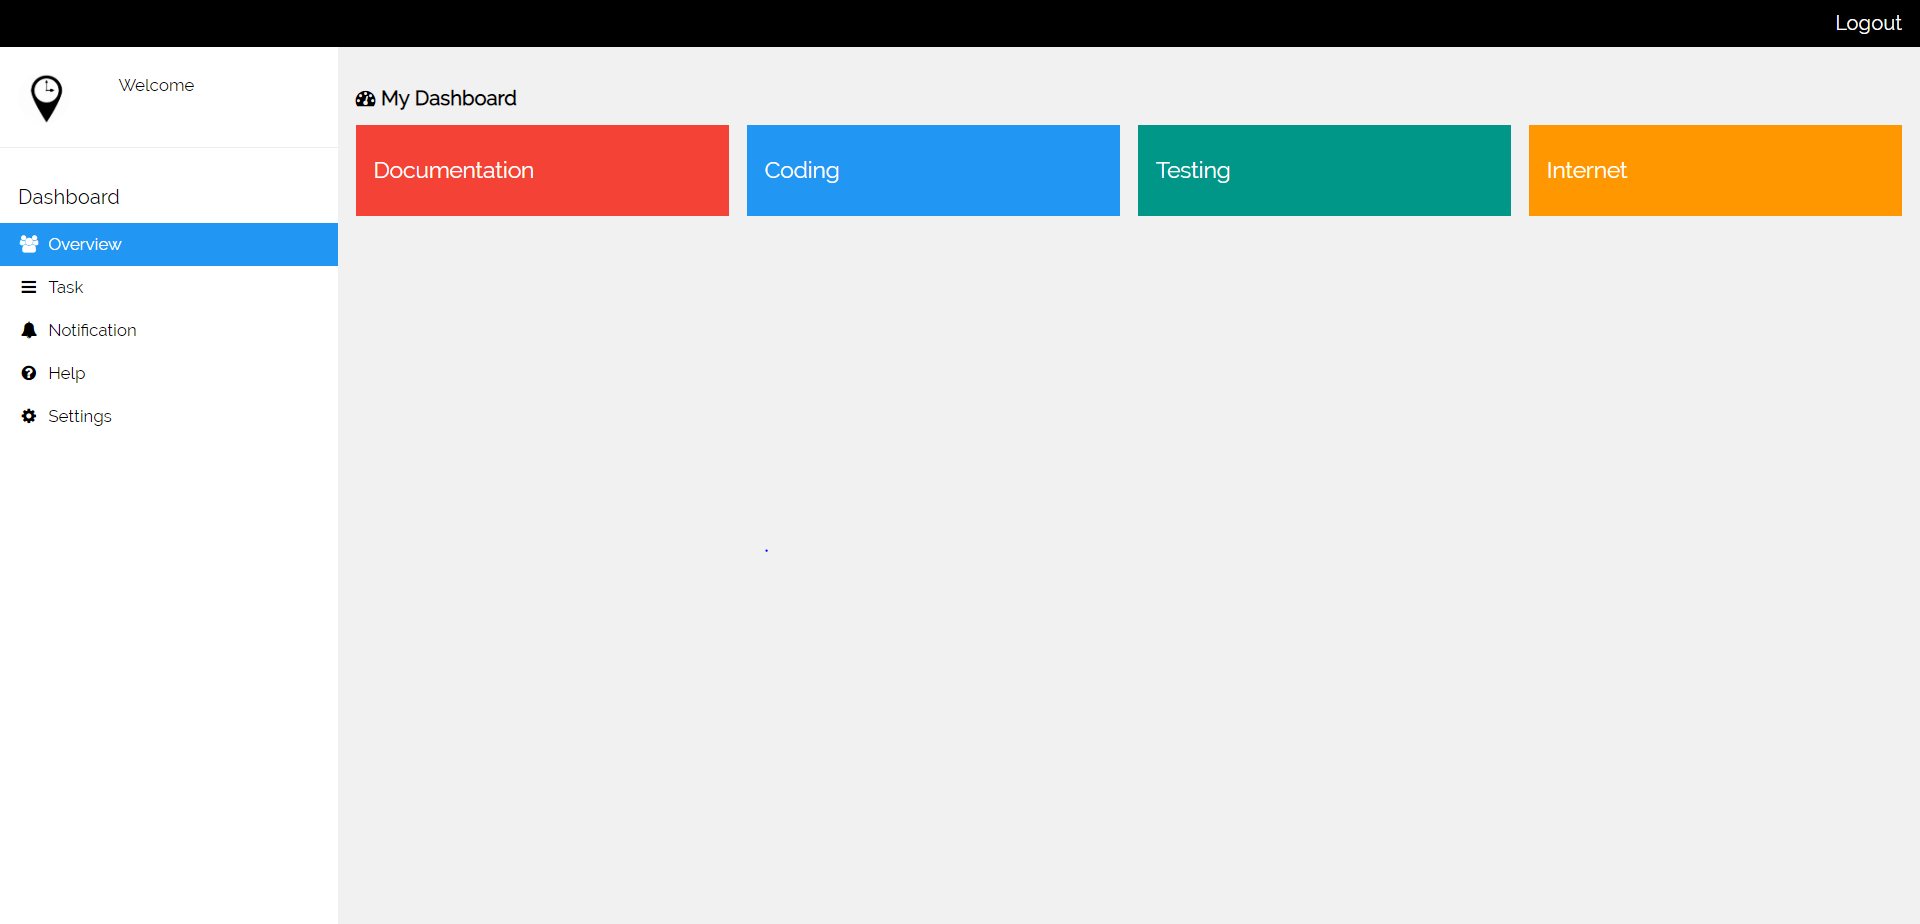 Logout
Welcome
My Dashboard
Documentation
Coding
Testing
Internet
Dashboard
Overview
Task
Notification
Help
Settings